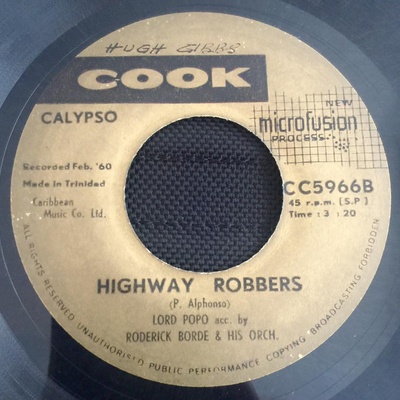 HUGH GIBBS
COOK
CALYPSO
NEW
microfusion
PROCESS
Recorded Feb. '60
Made in Trinidad
Caribbean
Music Co. Ltd.
CC5966B
45 r.p.m. (S.P)
Time : 3 : 20
HIGHWAY ROBBERS
(P. Alphonso)
LORD POPO acc. by
RODERICK BORDE & HIS ORCH.
ALL RIGHTS RESERVED UNAUTHORISED PUBLIC PERFORMANCE COPYING BROADCASTING FORBIDDEN